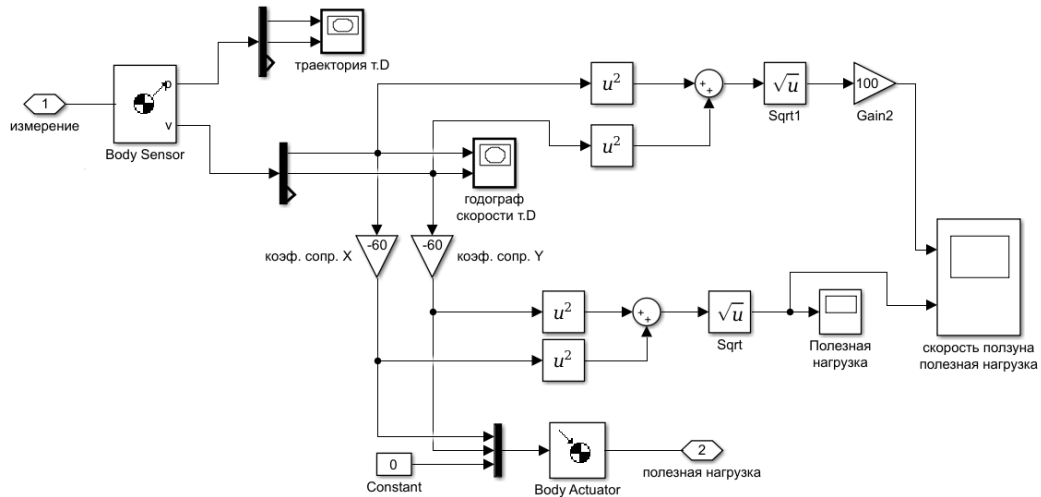 траектория т.D
1
измерение
p
v
Body Sensor
u²
u²
+
+
√u
Sqrt1
100
Gain2
годограф
скорости т.D
-60
коэф. сопр. X
-60
коэф. сопр. Y
u²
u²
+
+
√u
Sqrt
Полезная
нагрузка
скорость ползуна
полезная нагрузка
0
Constant
Body Actuator
2
полезная нагрузка